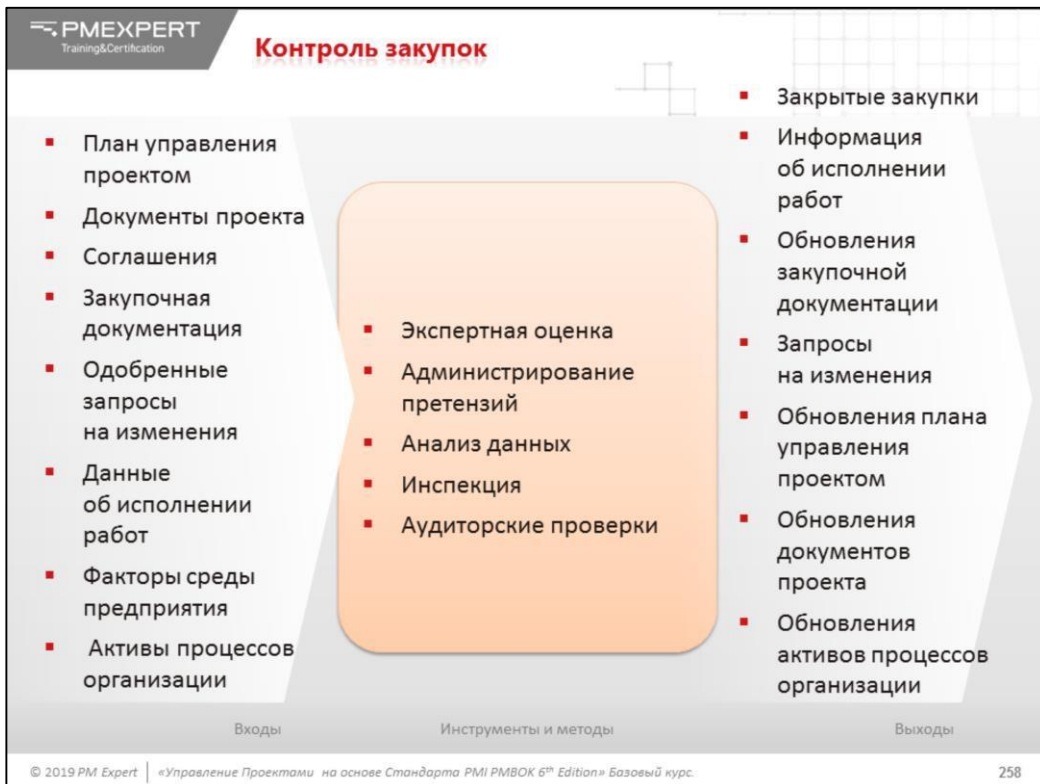 PMEXPERT
Training&Certification
Контроль закупок
▪ План управления
проектом
▪ Документы проекта
▪ Соглашения
▪ Закупочная
документация
▪ Одобренные
запросы
на изменения
▪ Данные
об исполнении
работ
▪ Факторы среды
предприятия
▪ Активы процессов
организации
▪ Экспертная оценка
▪ Администрирование
претензий
▪ Анализ данных
▪ Инспекция
▪ Аудиторские проверки
▪ Закрытые закупки
▪ Информация
об исполнении
работ
▪ Обновления
закупочной
документации
▪ Запросы
на изменения
▪ Обновления плана
управления
проектом
▪ Обновления
документов
проекта
▪ Обновления
активов процессов
организации
Входы
Инструменты и методы
Выходы
© 2019 PM Expert | «Управление Проектами на основе Стандарта PMI PMBOK 6th Edition» Базовый курс.
258